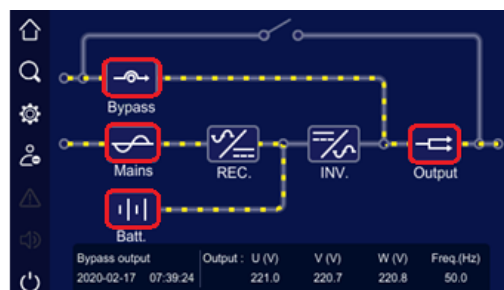 Bypass
Mains
REC.
INV.
Output
Batt.
Bypass output Output : U (V) V (V) W (V) Freq.(Hz)
2020-02-17 07:39:24 221.0 220.7 220.8 50.0